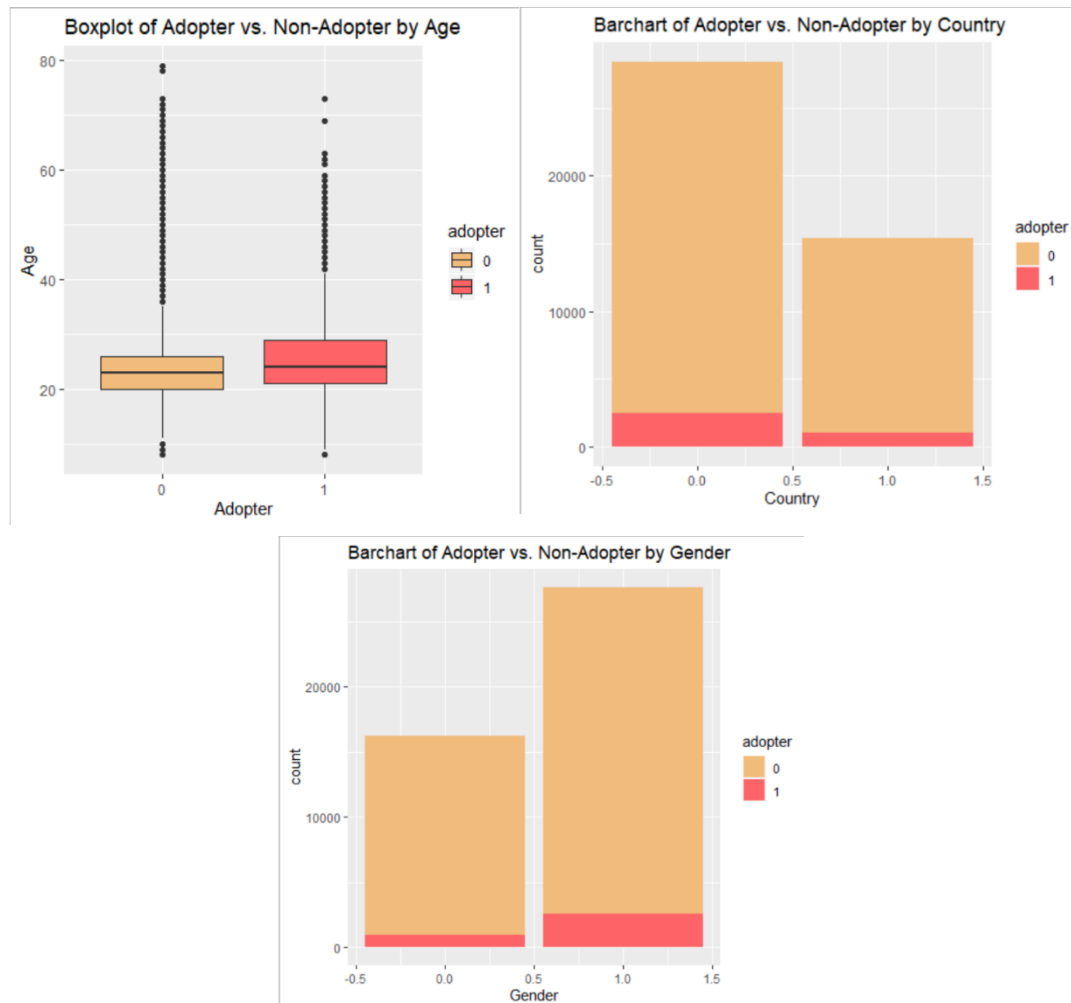 Boxplot of Adopter vs. Non-Adopter by Age
80
60
40
20
Age
0
1
Adopter
adopter
0
1
Barchart of Adopter vs. Non-Adopter by Country
20000
10000
0
count
-0.5
0.0
0.5
1.0
1.5
Country
adopter
0
1
Barchart of Adopter vs. Non-Adopter by Gender
20000
10000
0
count
-0.5
0.0
0.5
1.0
1.5
Gender
adopter
0
1